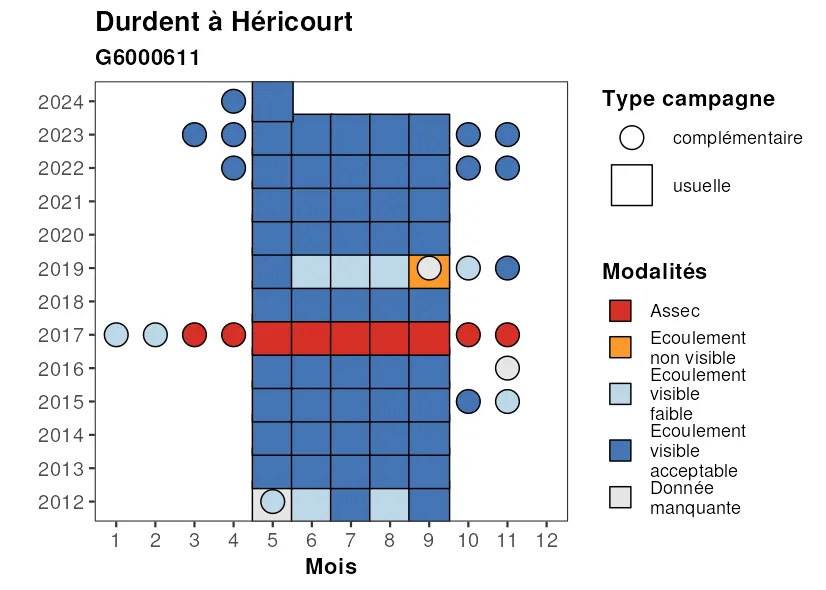 Durdent à Héricourt
G6000611
2024
2023
2022
2021
2020
2019
2018
2017
2016
2015
2014
2013
2012
1 2 3 4 5 6 7 8 9 10 11 12
Mois
Type campagne
complémentaire
usuelle
Modalités
Assec
Ecoulement
non visible
Ecoulement
visible
faible
Ecoulement
visible
acceptable
Donnée
manquante